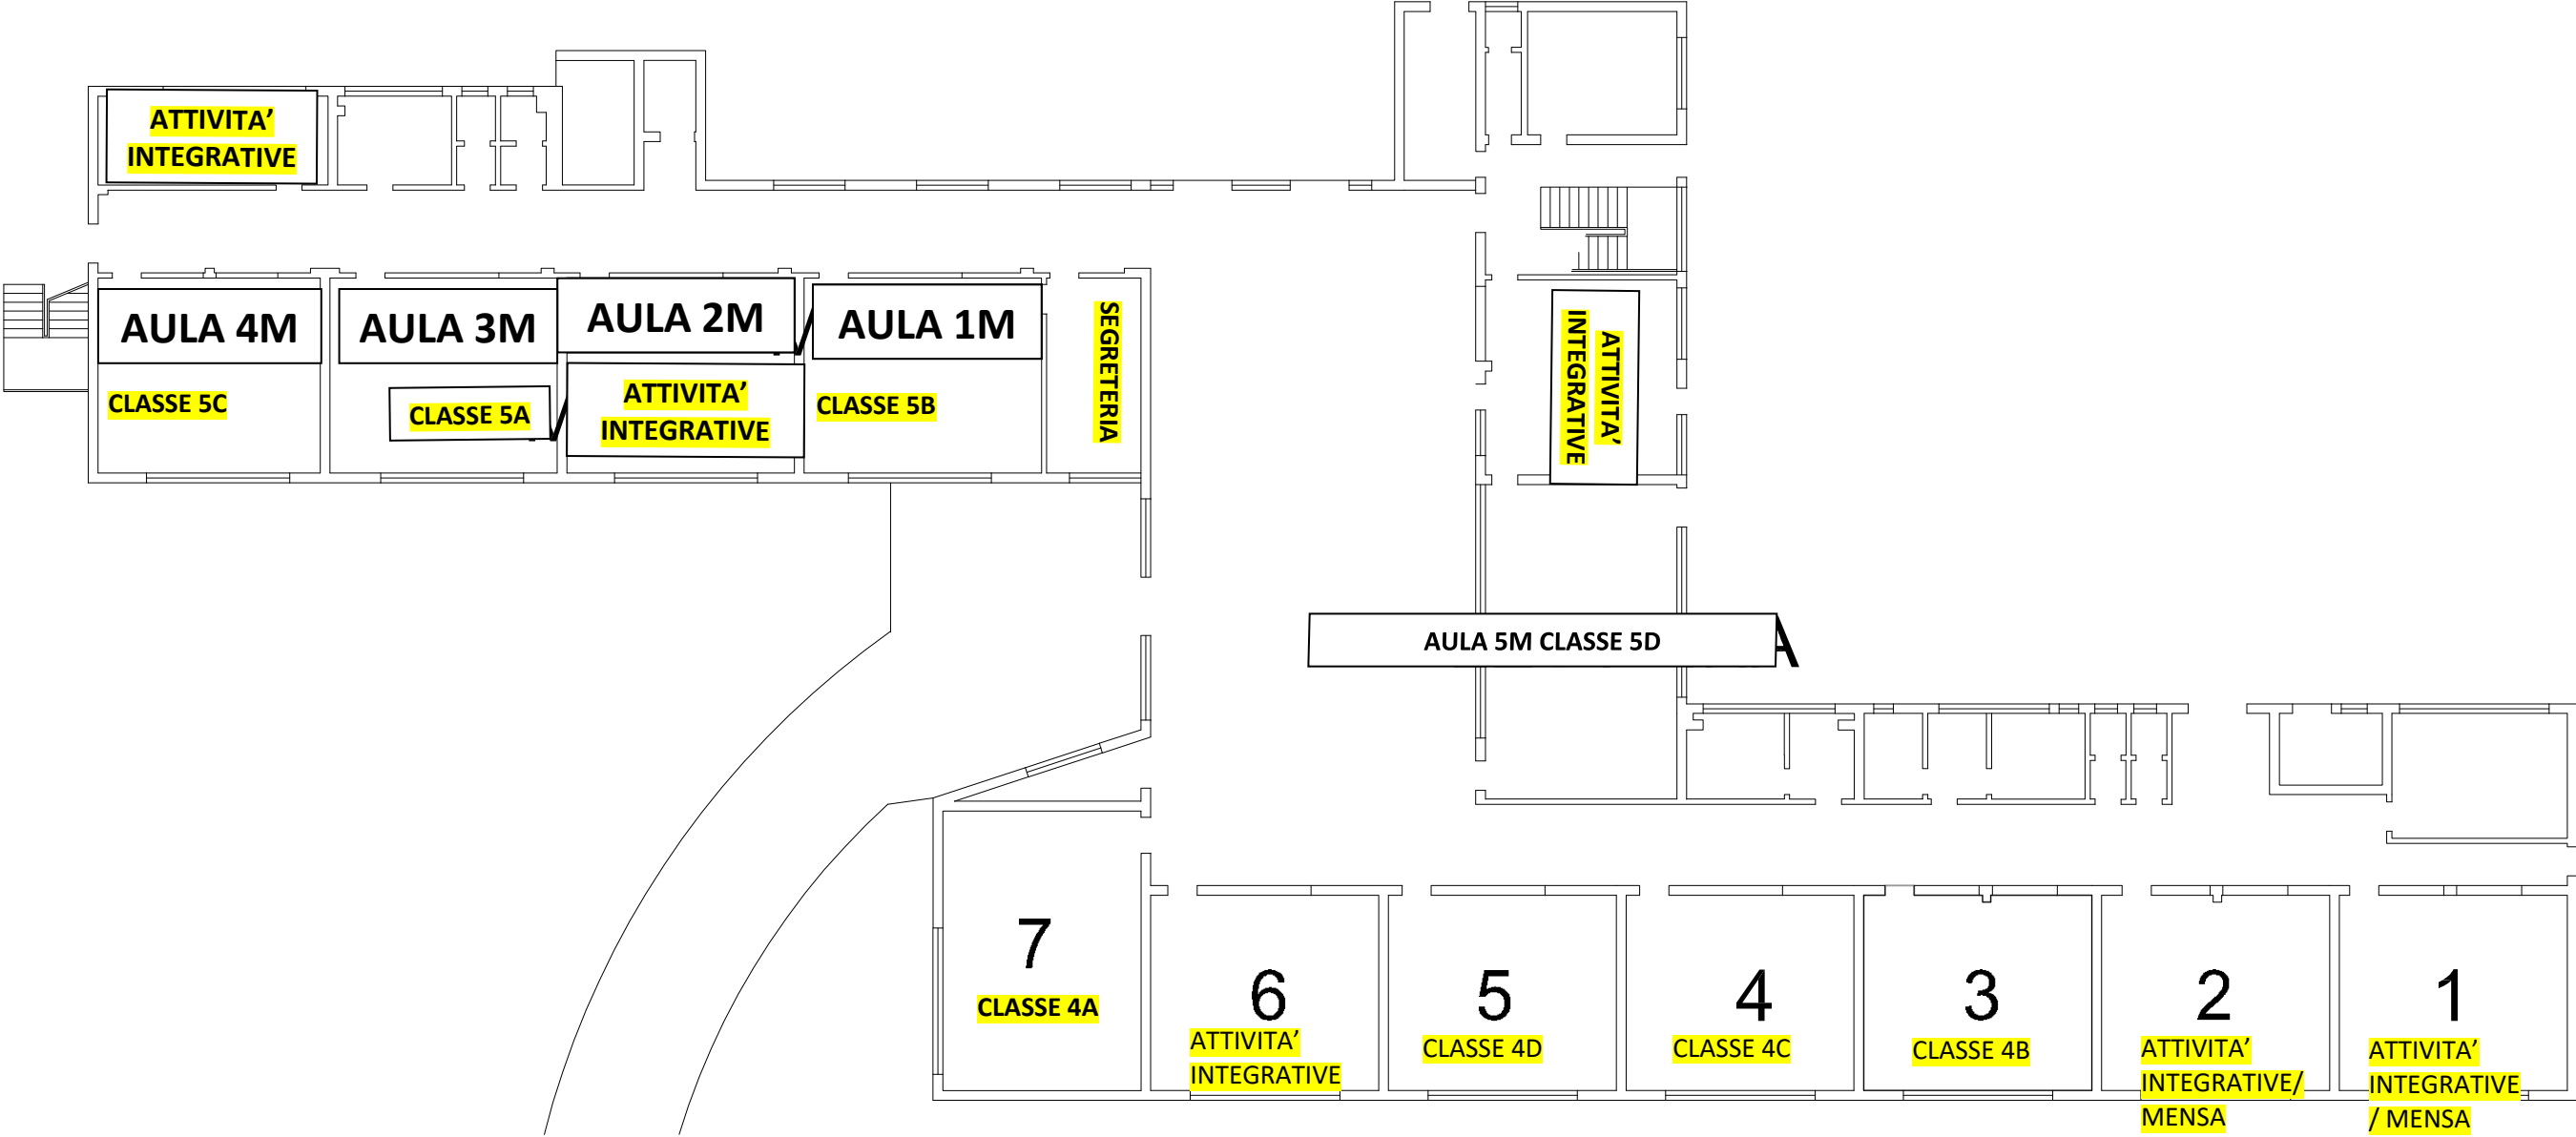 ATTIVITA’
INTEGRATIVE
AULA 4M
AULA 3M
AULA 2M
AULA 1M
SEGRETERIA
CLASSE 5C
CLASSE 5A
ATTIVITA’
INTEGRATIVE
CLASSE 5B
ATTIVITA’
INTEGRATIVE
AULA 5M CLASSE 5D
7
CLASSE 4A
6
ATTIVITA’
INTEGRATIVE
5
CLASSE 4D
4
CLASSE 4C
3
CLASSE 4B
2
ATTIVITA’
INTEGRATIVE/
MENSA
1
ATTIVITA’
INTEGRATIVE
/ MENSA